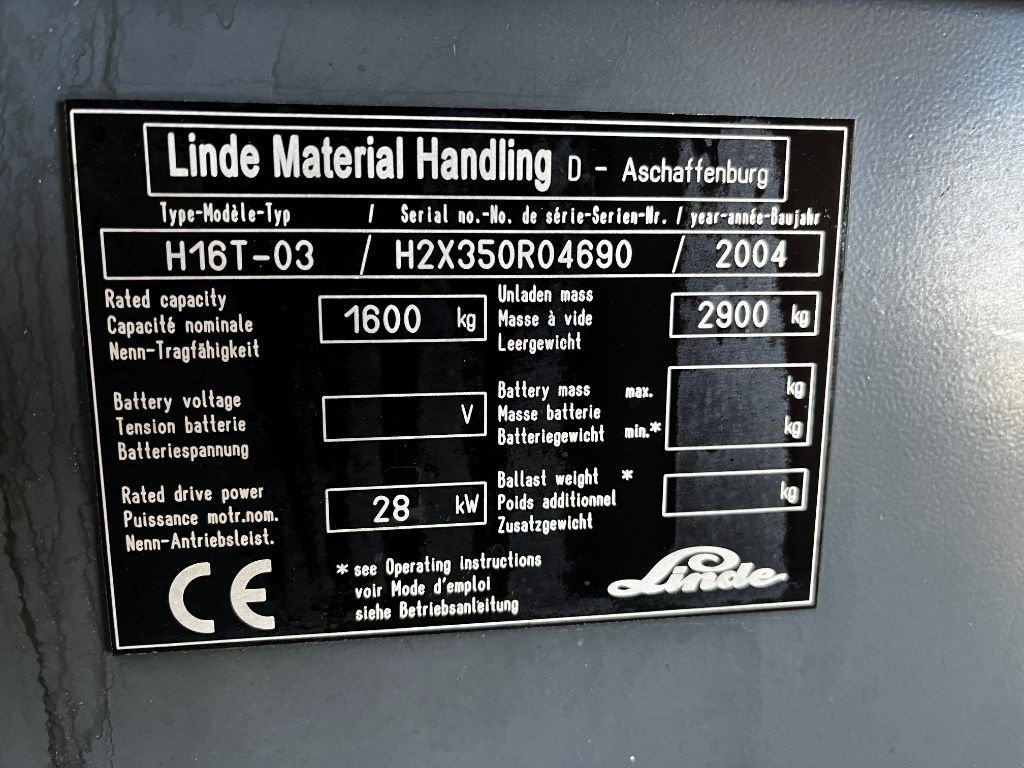 Linde Material Handling D - Aschaffenburg
Type-Modèle-Typ / Serial no.-No. de série-Serien-Nr. / year-année-Baujahr
H16T-03 / H2X350R04690 / 2004
Rated capacity
Capacité nominale
Nenn-Tragfähigkeit
1600 kg
Unladen mass
Masse à vide
Leergewicht
2900 kg
Battery voltage
Tension batterie
Batteriespannung
V
Battery mass max. kg
Masse batterie
Batteriegewicht min.* kg
Rated drive power
Puissance motr.nom.
Nenn-Antriebsleist.
28 kW
Ballast weight *
Poids additionnel
Zusatzgewicht
kg
CE
* see Operating instructions
voir Mode d'emploi
siehe Betriebsanleitung
Linde